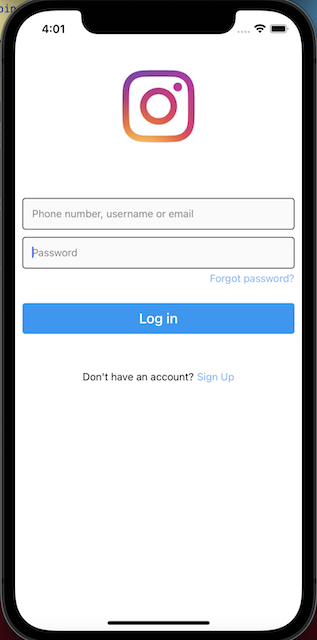 4:01
Phone number, username or email
Password
Forgot password?
Log in
Don't have an account? Sign Up